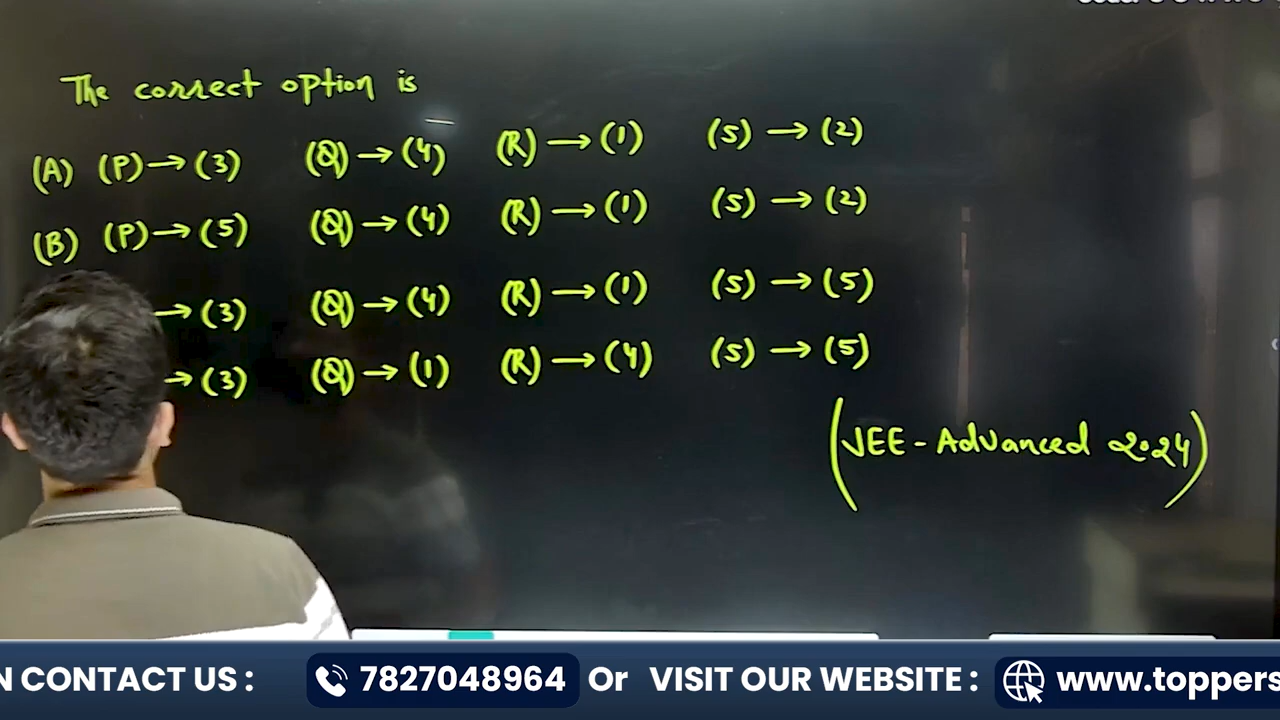 The correct option is
(A) (P) → (3) (Q) → (4) (R) → (1) (S) → (2)
(B) (P) → (5) (Q) → (4) (R) → (1) (S) → (2)
→ (3) (Q) → (4) (R) → (1) (S) → (5)
→ (3) (Q) → (1) (R) → (4) (S) → (5)
(JEE - Advanced 2024)
N CONTACT US : 7827048964 Or VISIT OUR WEBSITE : www.toppers